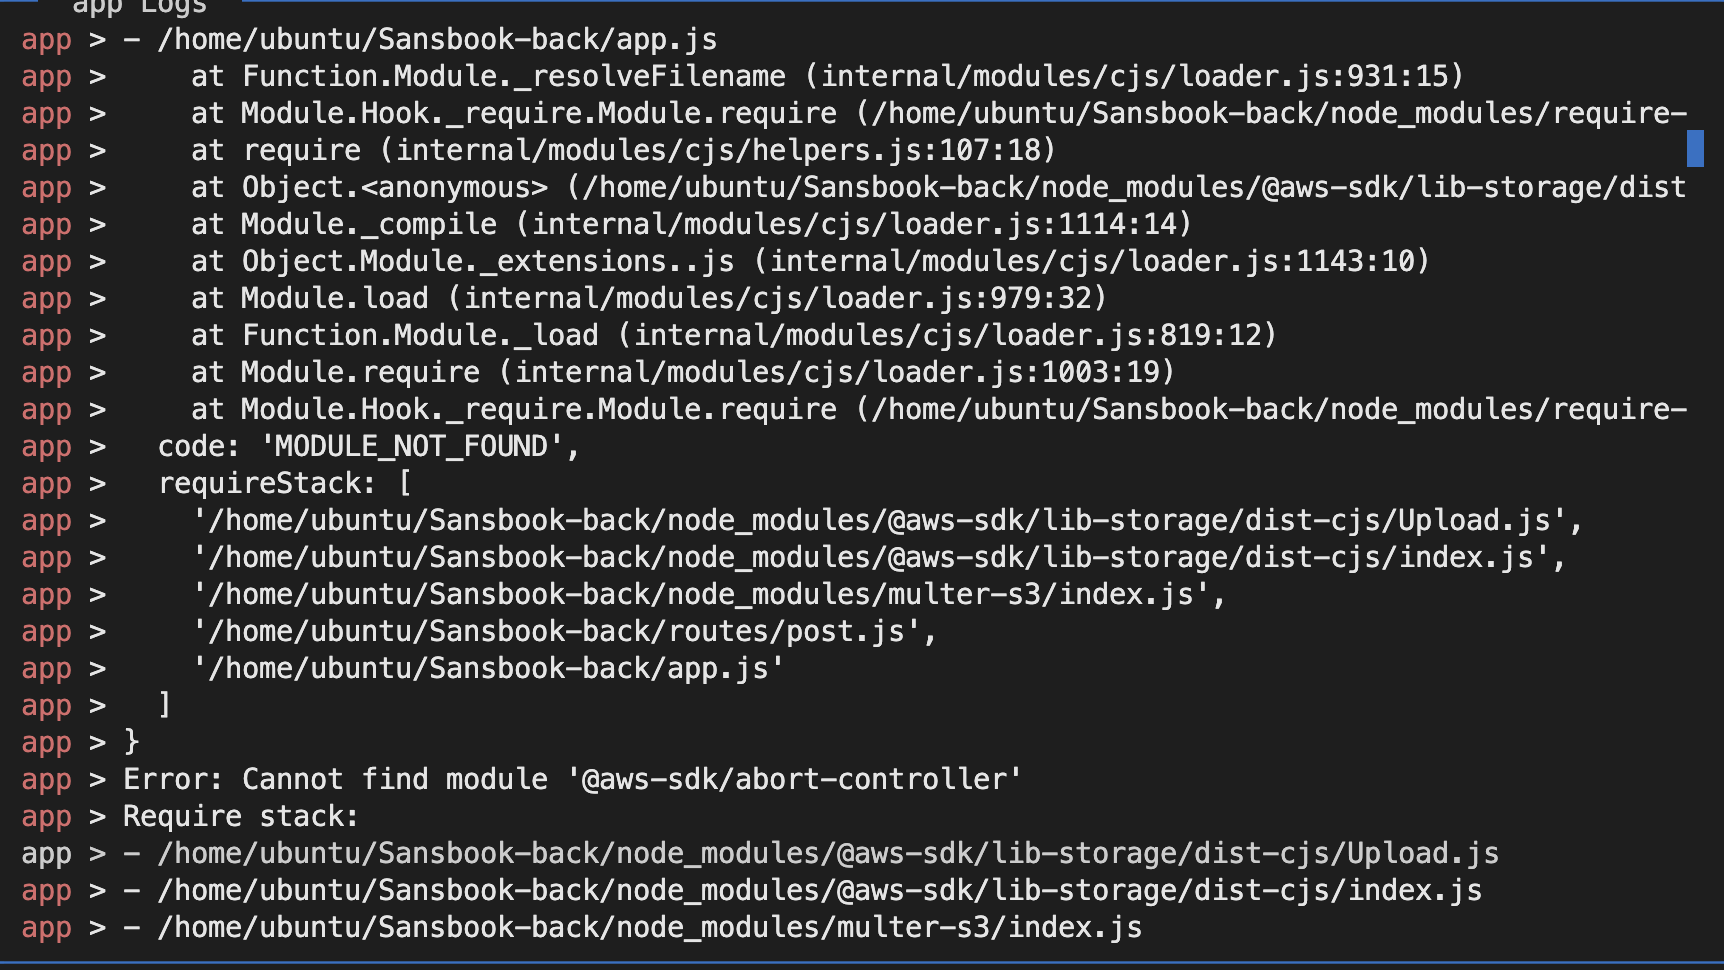 app Logs
app > - /home/ubuntu/Sansbook-back/app.js
app >     at Function.Module._resolveFilename (internal/modules/cjs/loader.js:931:15)
app >     at Module.Hook._require.Module.require (/home/ubuntu/Sansbook-back/node_modules/require-
app >     at require (internal/modules/cjs/helpers.js:107:18)
app >     at Object.<anonymous> (/home/ubuntu/Sansbook-back/node_modules/@aws-sdk/lib-storage/dist
app >     at Module._compile (internal/modules/cjs/loader.js:1114:14)
app >     at Object.Module._extensions..js (internal/modules/cjs/loader.js:1143:10)
app >     at Module.load (internal/modules/cjs/loader.js:979:32)
app >     at Function.Module._load (internal/modules/cjs/loader.js:819:12)
app >     at Module.require (internal/modules/cjs/loader.js:1003:19)
app >     at Module.Hook._require.Module.require (/home/ubuntu/Sansbook-back/node_modules/require-
app >   code: 'MODULE_NOT_FOUND',
app >   requireStack: [
app >     '/home/ubuntu/Sansbook-back/node_modules/@aws-sdk/lib-storage/dist-cjs/Upload.js',
app >     '/home/ubuntu/Sansbook-back/node_modules/@aws-sdk/lib-storage/dist-cjs/index.js',
app >     '/home/ubuntu/Sansbook-back/node_modules/multer-s3/index.js',
app >     '/home/ubuntu/Sansbook-back/routes/post.js',
app >     '/home/ubuntu/Sansbook-back/app.js'
app >   ]
app > }
app > Error: Cannot find module '@aws-sdk/abort-controller'
app > Require stack:
app > - /home/ubuntu/Sansbook-back/node_modules/@aws-sdk/lib-storage/dist-cjs/Upload.js
app > - /home/ubuntu/Sansbook-back/node_modules/@aws-sdk/lib-storage/dist-cjs/index.js
app > - /home/ubuntu/Sansbook-back/node_modules/multer-s3/index.js